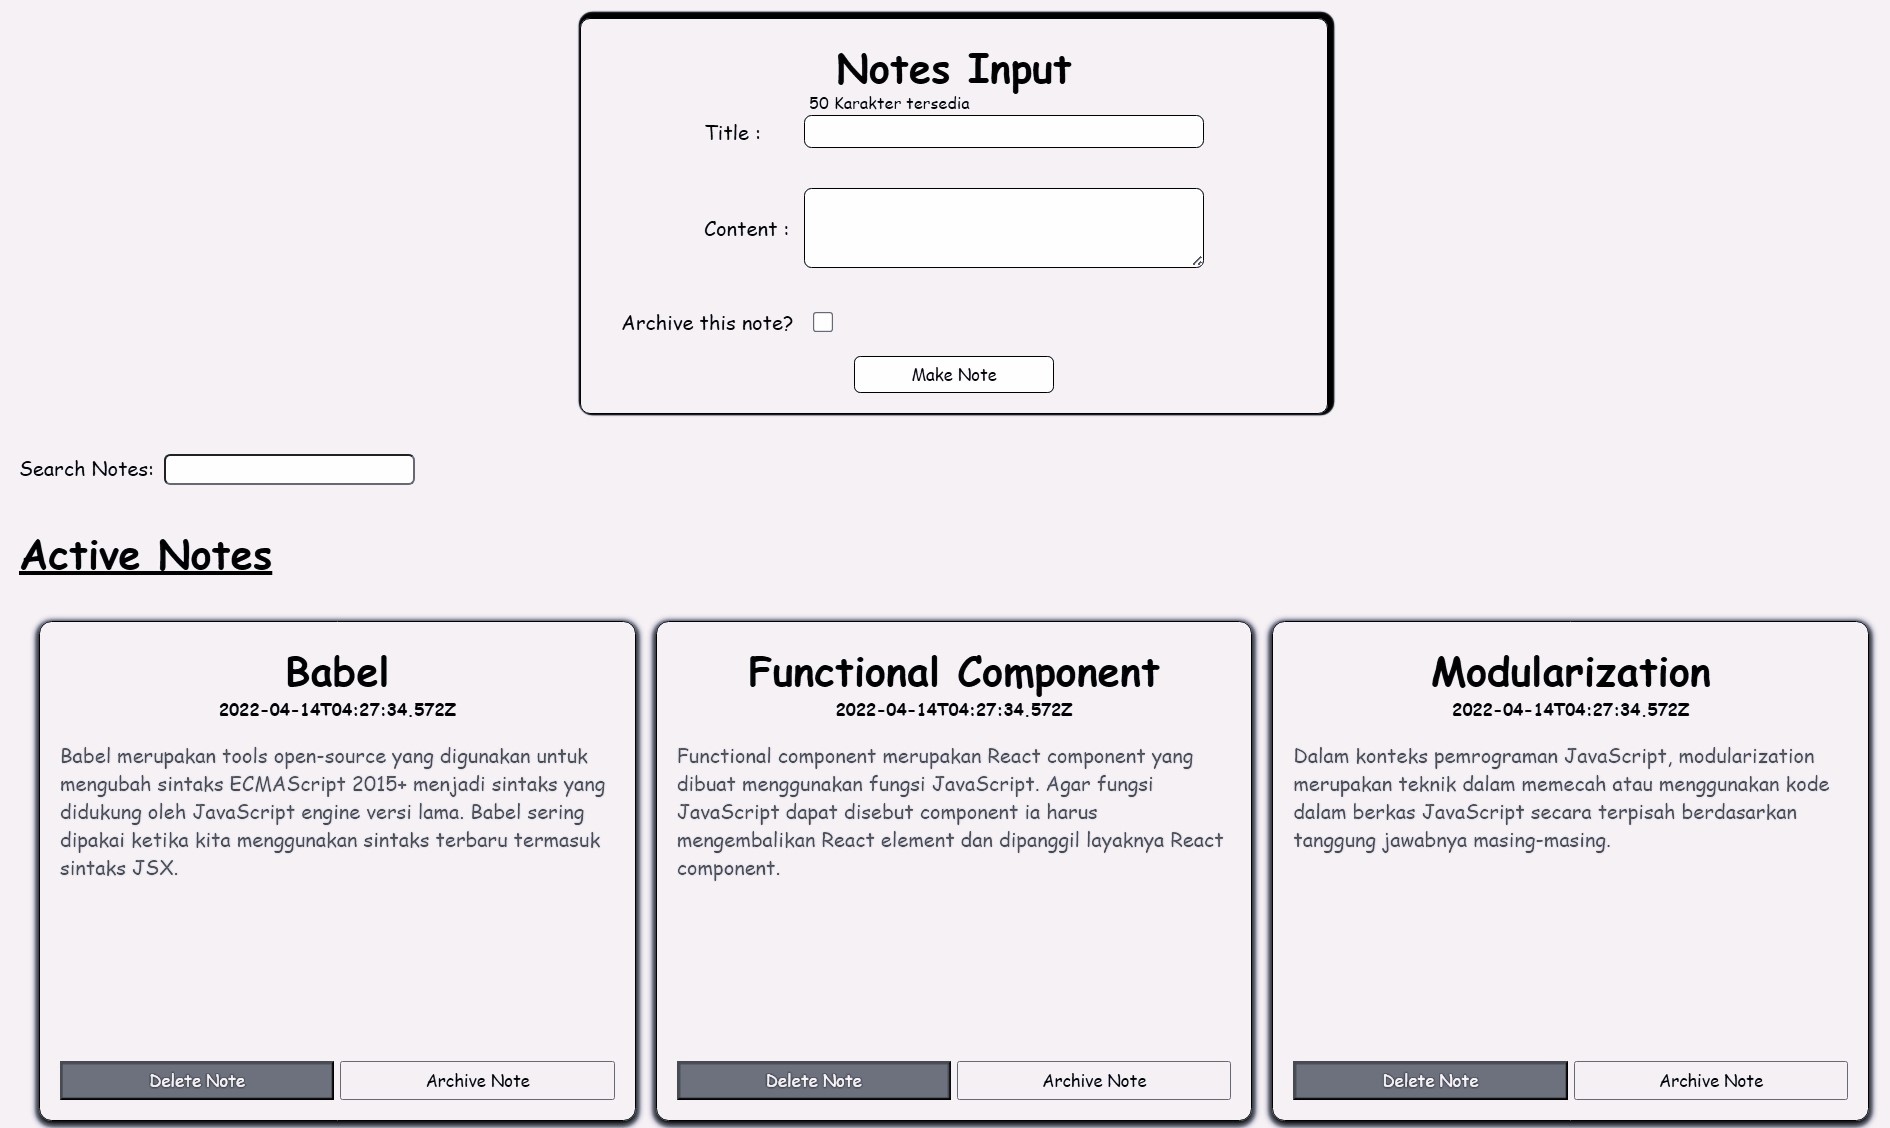 Notes Input
50 Karakter tersedia
Title :
Content :
Archive this note?
Make Note
Search Notes:
Active Notes
Babel
2022-04-14T04:27:34.572Z
Babel merupakan tools open-source yang digunakan untuk
mengubah sintaks ECMAScript 2015+ menjadi sintaks yang
didukung oleh JavaScript engine versi lama. Babel sering
dipakai ketika kita menggunakan sintaks terbaru termasuk
sintaks JSX.
Delete Note
Archive Note
Functional Component
2022-04-14T04:27:34.572Z
Functional component merupakan React component yang
dibuat menggunakan fungsi JavaScript. Agar fungsi
JavaScript dapat disebut component ia harus
mengembalikan React element dan dipanggil layaknya React
component.
Delete Note
Archive Note
Modularization
2022-04-14T04:27:34.572Z
Dalam konteks pemrograman JavaScript, modularization
merupakan teknik dalam memecah atau menggunakan kode
dalam berkas JavaScript secara terpisah berdasarkan
tanggung jawabnya masing-masing.
Delete Note
Archive Note